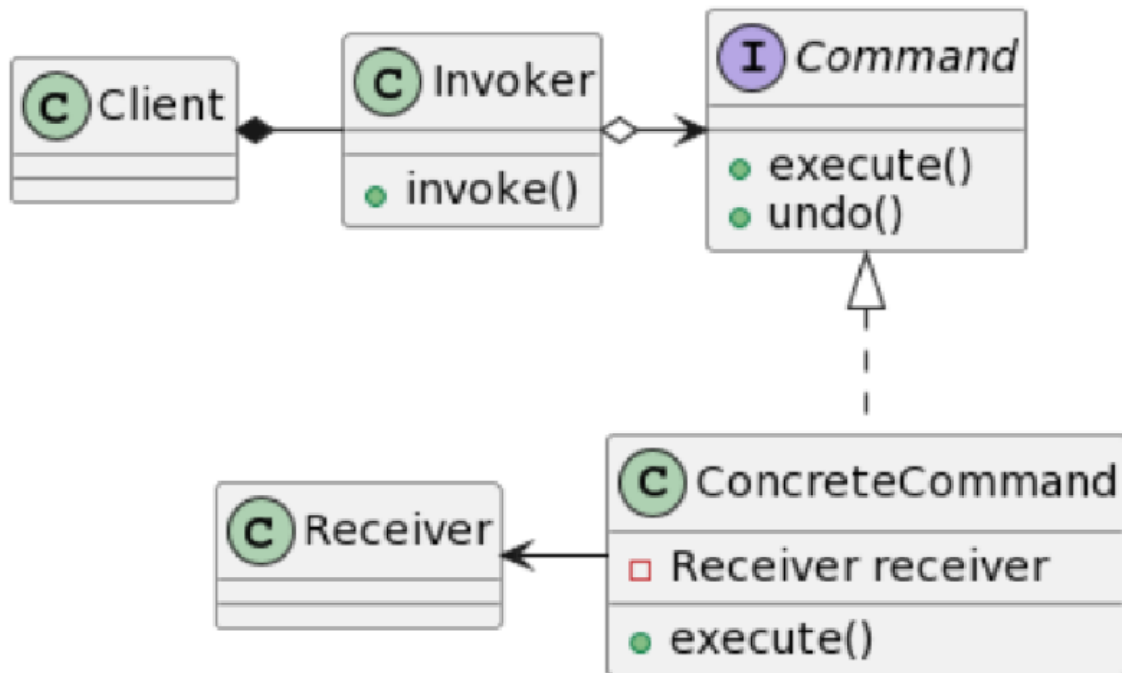 C Client
C Invoker
invoke()
I Command
execute()
undo()
C Receiver
C ConcreteCommand
Receiver receiver
execute()